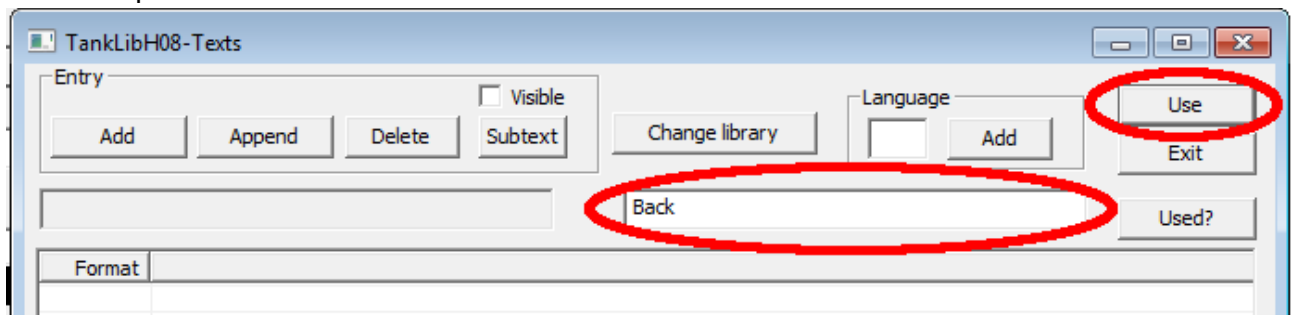 TankLibH08-Texts
Entry
Visible
Language
Use
Add Append Delete Subtext Change library Add
Exit
Back
Used?
Format